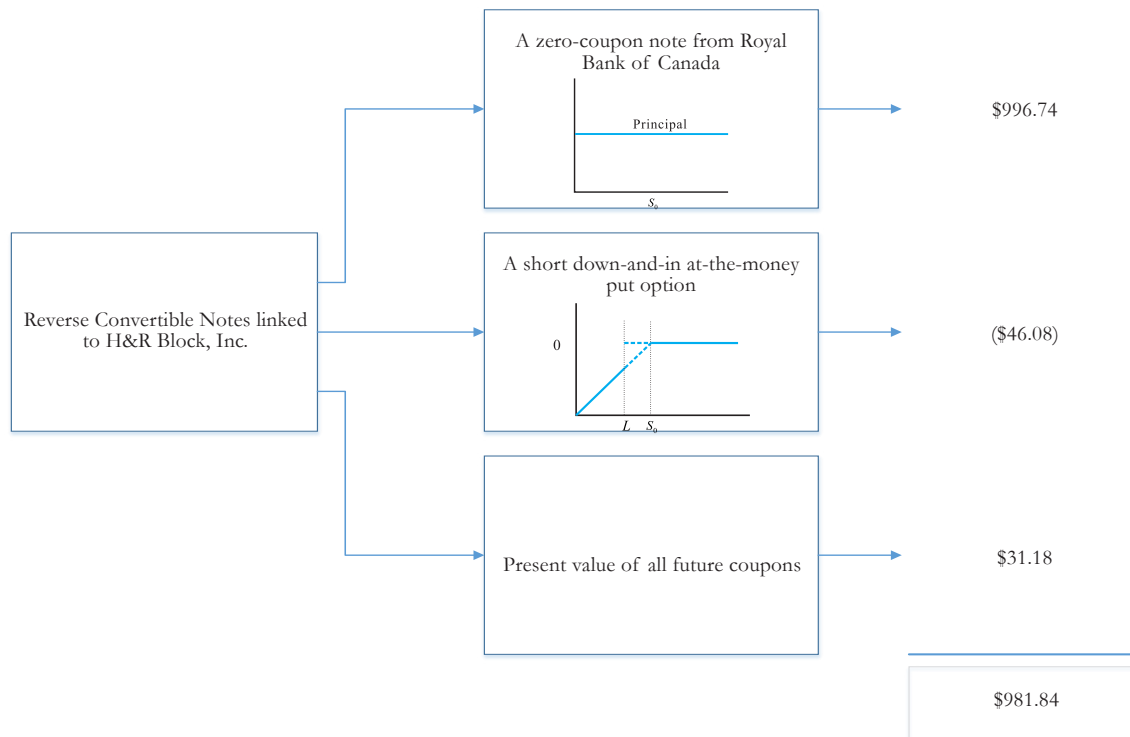 A zero-coupon note from Royal
Bank of Canada
Principal
S₀
$996.74
Reverse Convertible Notes linked
to H&R Block, Inc.
A short down-and-in at-the-money
put option
0
L S₀
($46.08)
Present value of all future coupons
$31.18
$981.84